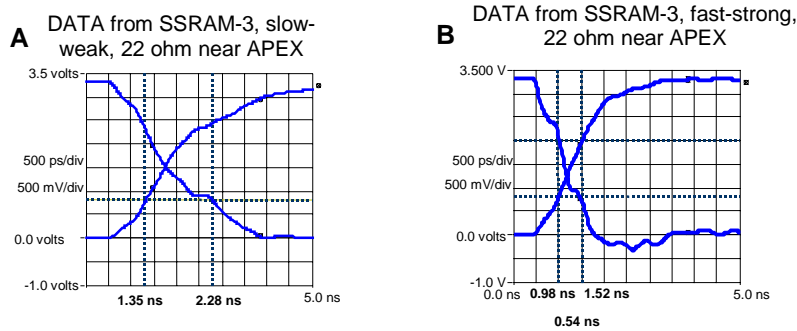 A
DATA from SSRAM-3, slow-
weak, 22 ohm near APEX
3.5 volts
500 ps/div
500 mV/div
0.0 volts
-1.0 volts
1.35 ns
2.28 ns
5.0 ns
B
DATA from SSRAM-3, fast-strong,
22 ohm near APEX
3.500 V
500 ps/div
500 mV/div
0.0 volts
-1.0 V
0.0 ns
0.98 ns
1.52 ns
5.0 ns
0.54 ns